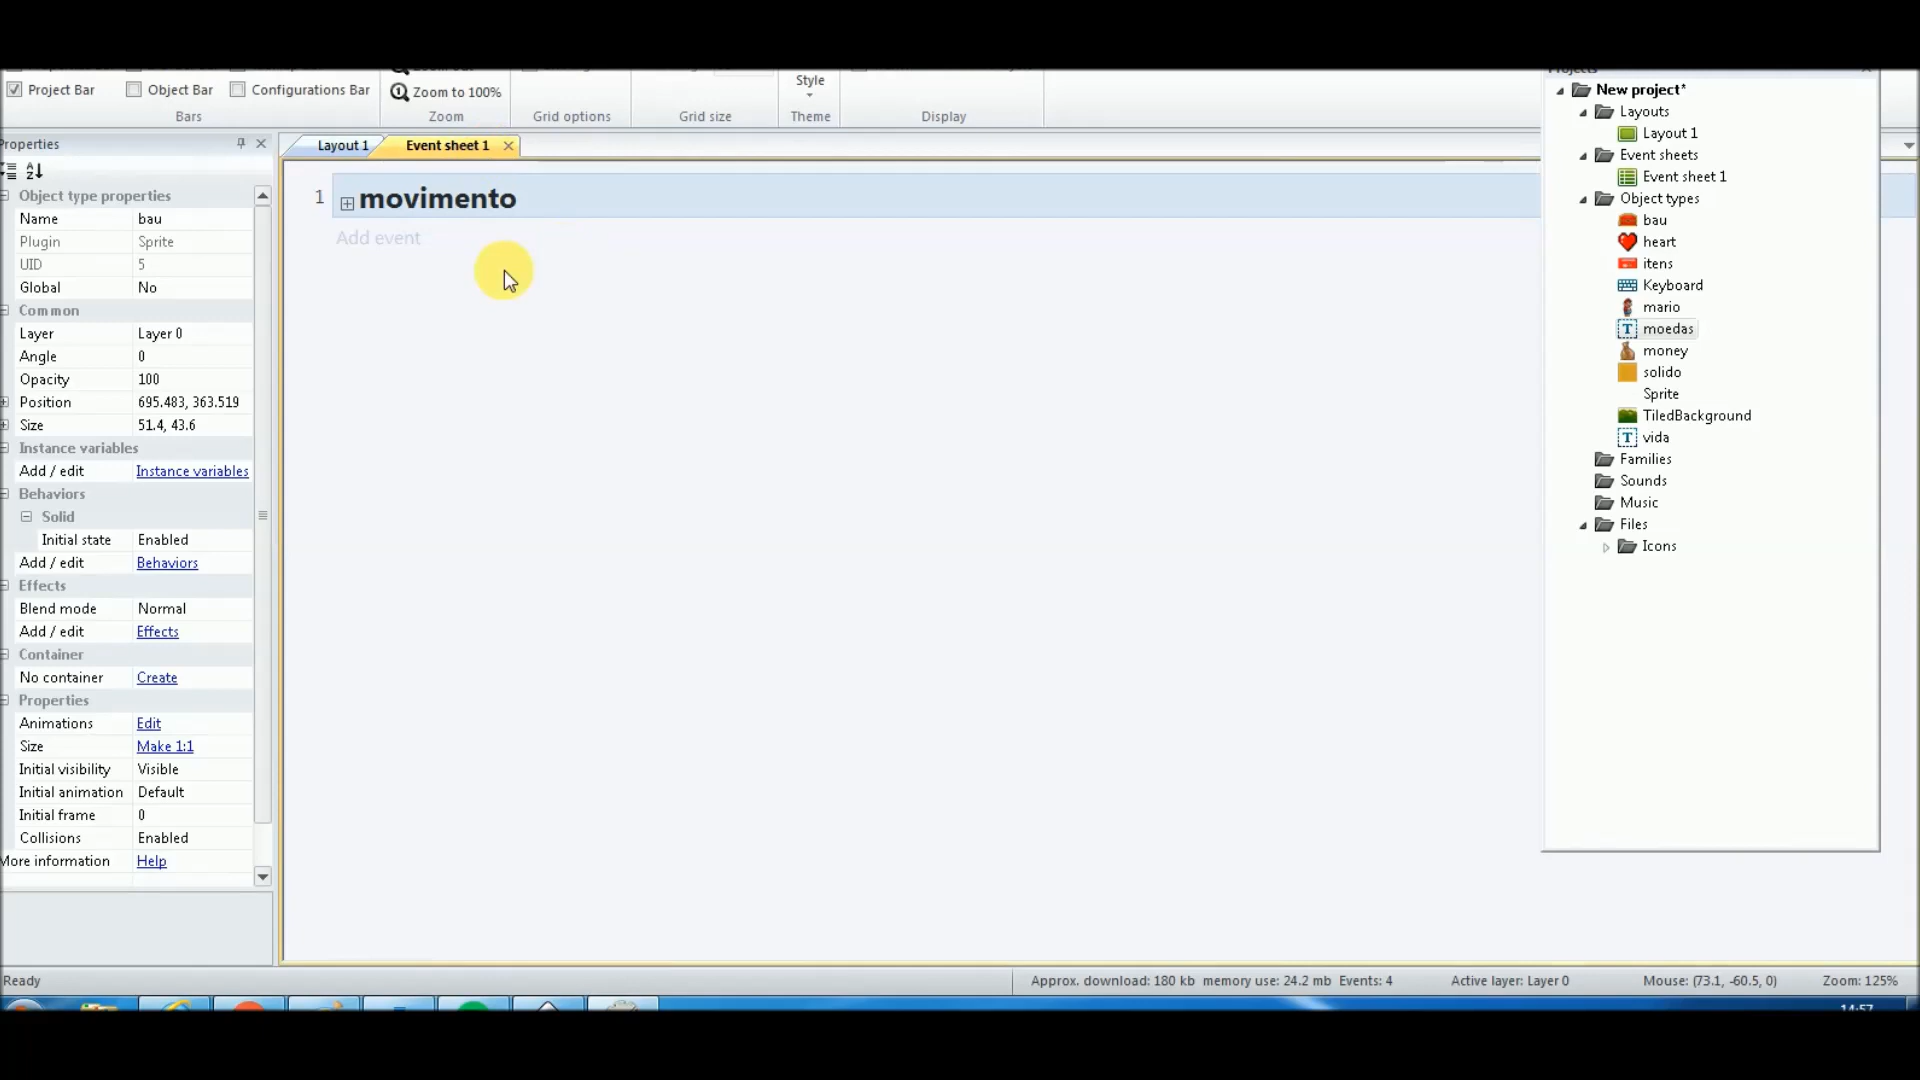 Projects
Project Bar
Object Bar
Configurations Bar
Zoom to 100%
Style
Bars
Zoom
Grid options
Grid size
Theme
Display
Properties
Layout 1
Event sheet 1
Object type properties
Name bau
Plugin Sprite
UID 5
Global No
Common
Layer Layer 0
Angle 0
Opacity 100
Position 695.483, 363.519
Size 51.4, 43.6
Instance variables
Add / edit Instance variables
Behaviors
Solid
Initial state Enabled
Add / edit Behaviors
Effects
Blend mode Normal
Add / edit Effects
Container
No container Create
Properties
Animations Edit
Size Make 1:1
Initial visibility Visible
Initial animation Default
Initial frame 0
Collisions Enabled
More information Help
1 movimento
Add event
New project*
Layouts
Layout 1
Event sheets
Event sheet 1
Object types
bau
heart
itens
Keyboard
mario
moedas
money
solido
Sprite
TiledBackground
vida
Families
Sounds
Music
Files
Icons
Ready
Approx. download: 180 kb memory use: 24.2 mb Events: 4
Active layer: Layer 0
Mouse: (73.1, -60.5, 0)
Zoom: 125%
14:57